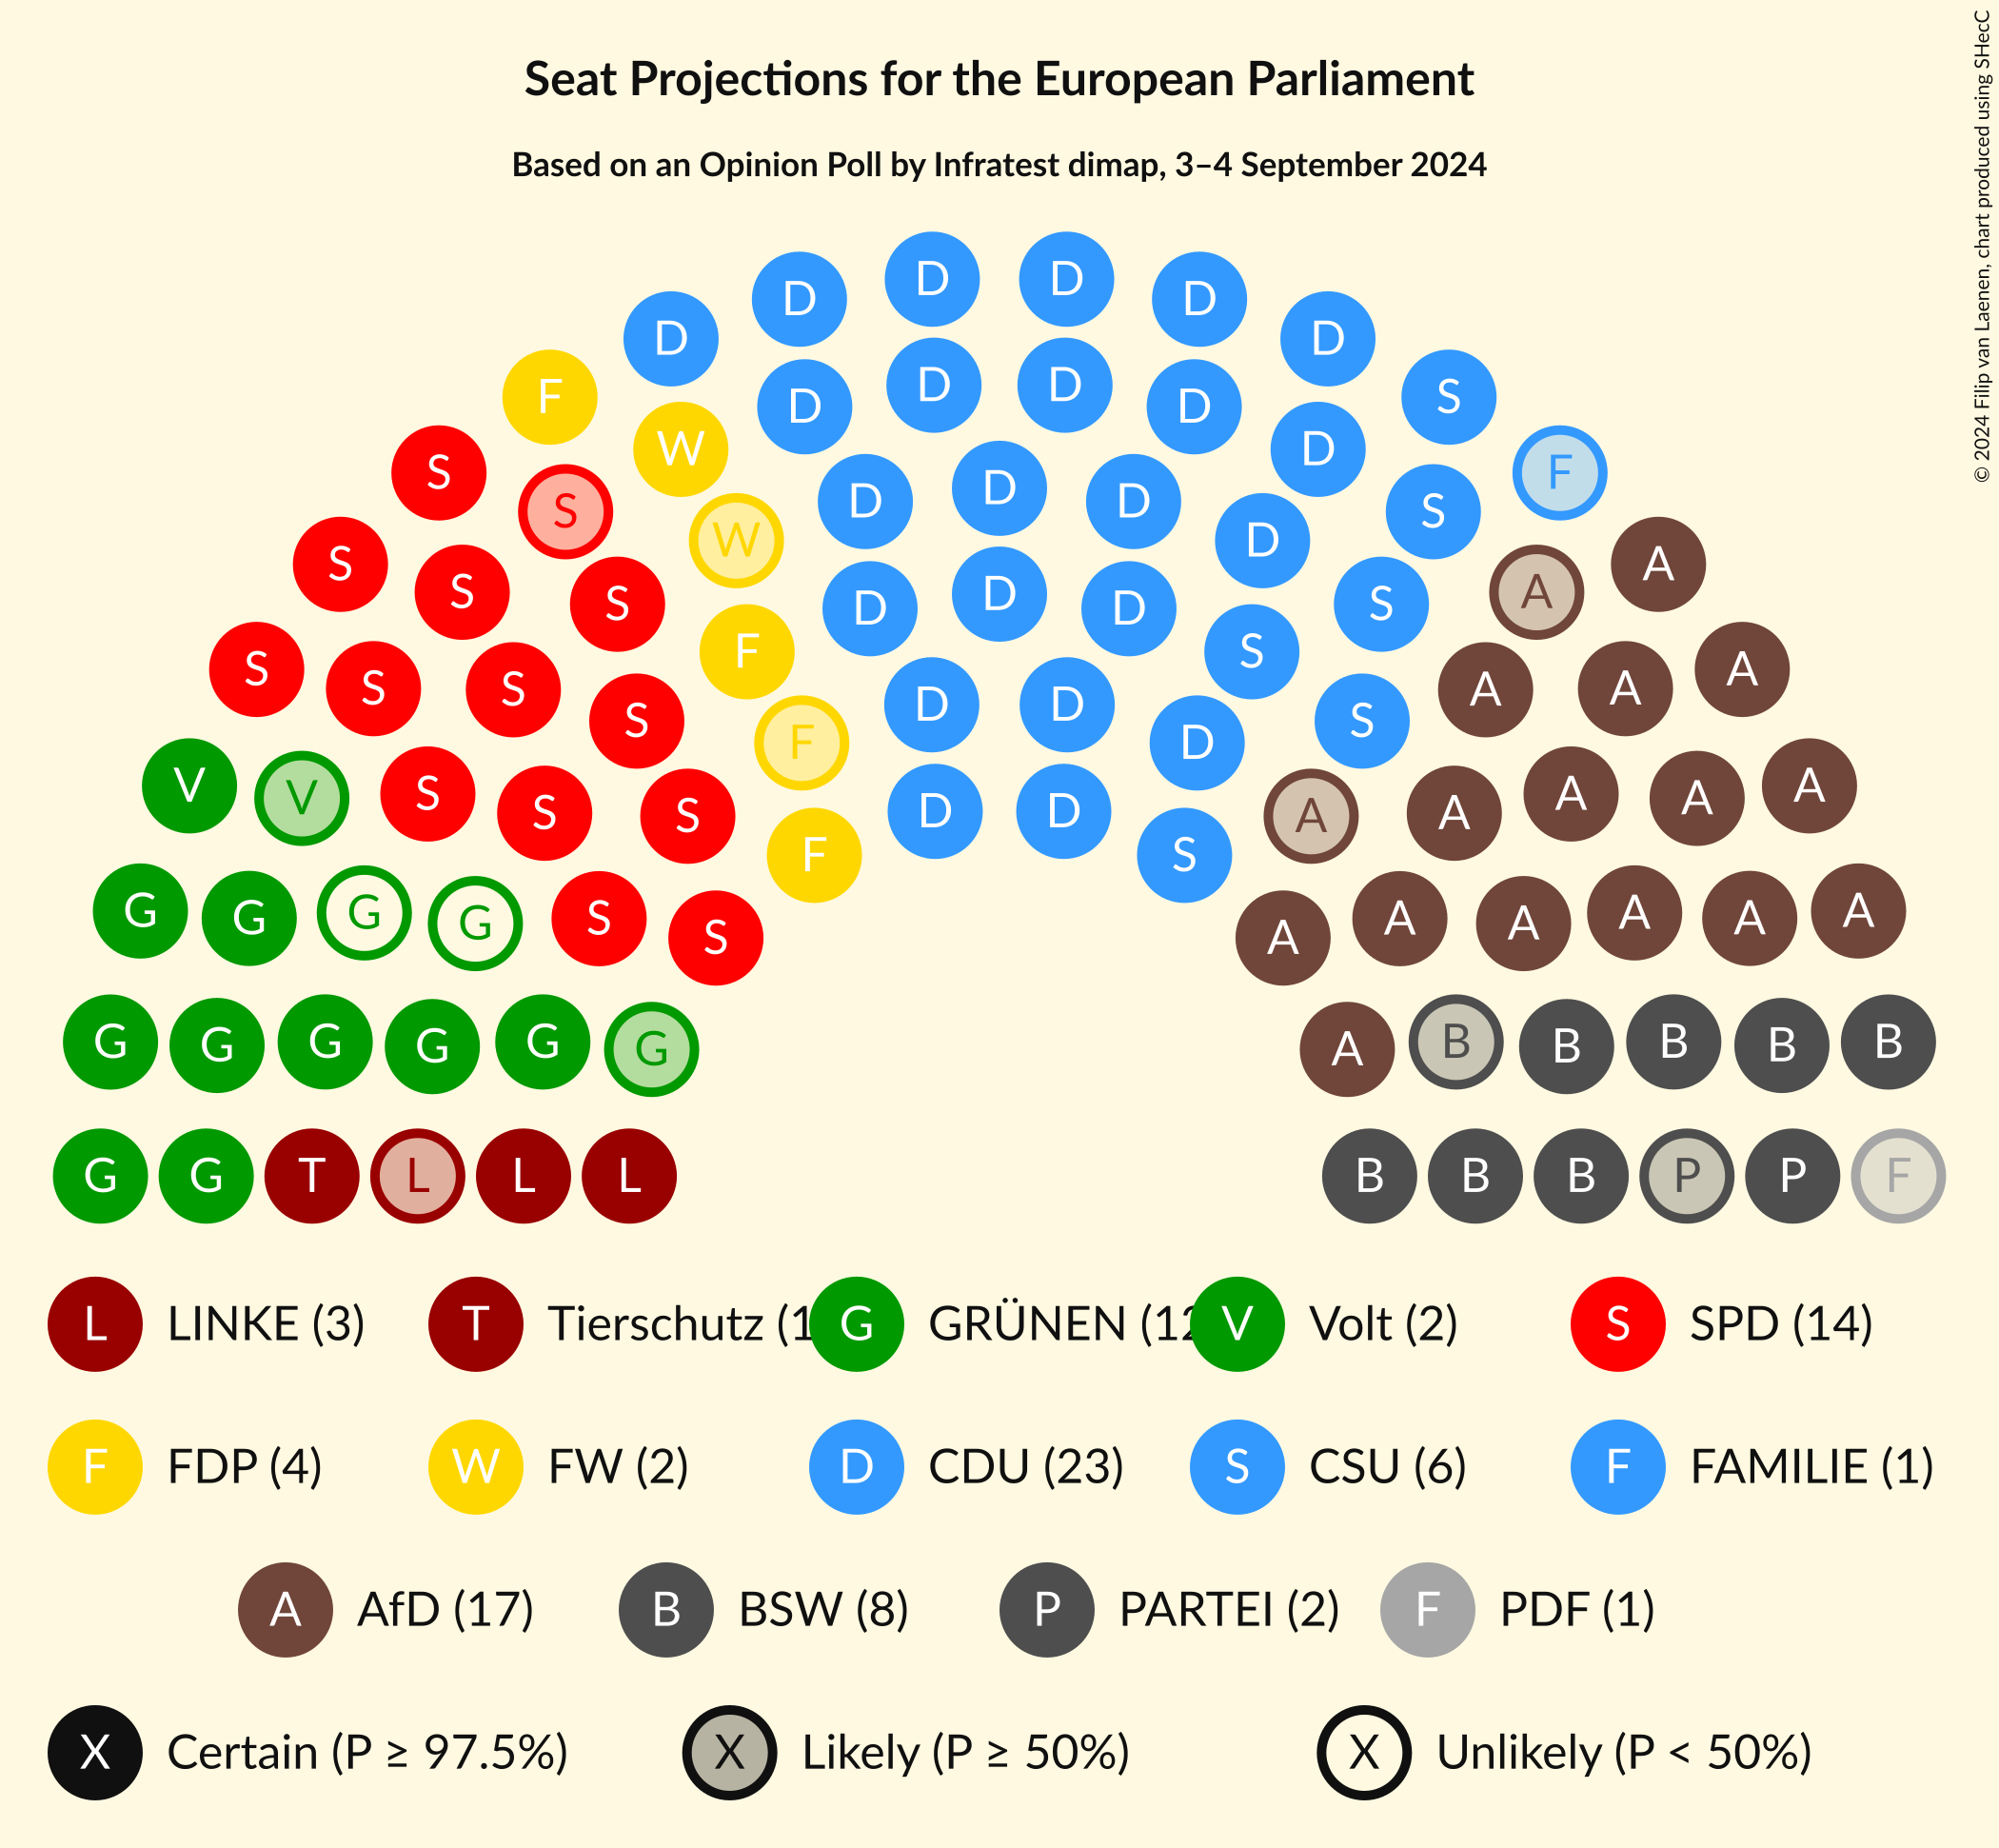 © 2024 Filip van Laenen, chart produced using SHecC
Seat Projections for the European Parliament
Based on an Opinion Poll by Infratest dimap, 3–4 September 2024
D D
D D
D D
D D
F S
D D
W D
S F
D
D D
S S
W D
S A
S D A
S D D S
F S
S A
S S A A
D D
S S
F D
V A
V S A A
S S D D A A
F S
G G G G S S A A A A A A
G G G G G G A B B B B B
G G T L L L B B B P P F
L LINKE (3) T Tierschutz (1 G GRÜNEN (12 V Volt (2) S SPD (14)
F FDP (4) W FW (2) D CDU (23) S CSU (6) F FAMILIE (1)
A AfD (17) B BSW (8) P PARTEI (2) F PDF (1)
X Certain (P ≥ 97.5%) X Likely (P ≥ 50%) X Unlikely (P < 50%)